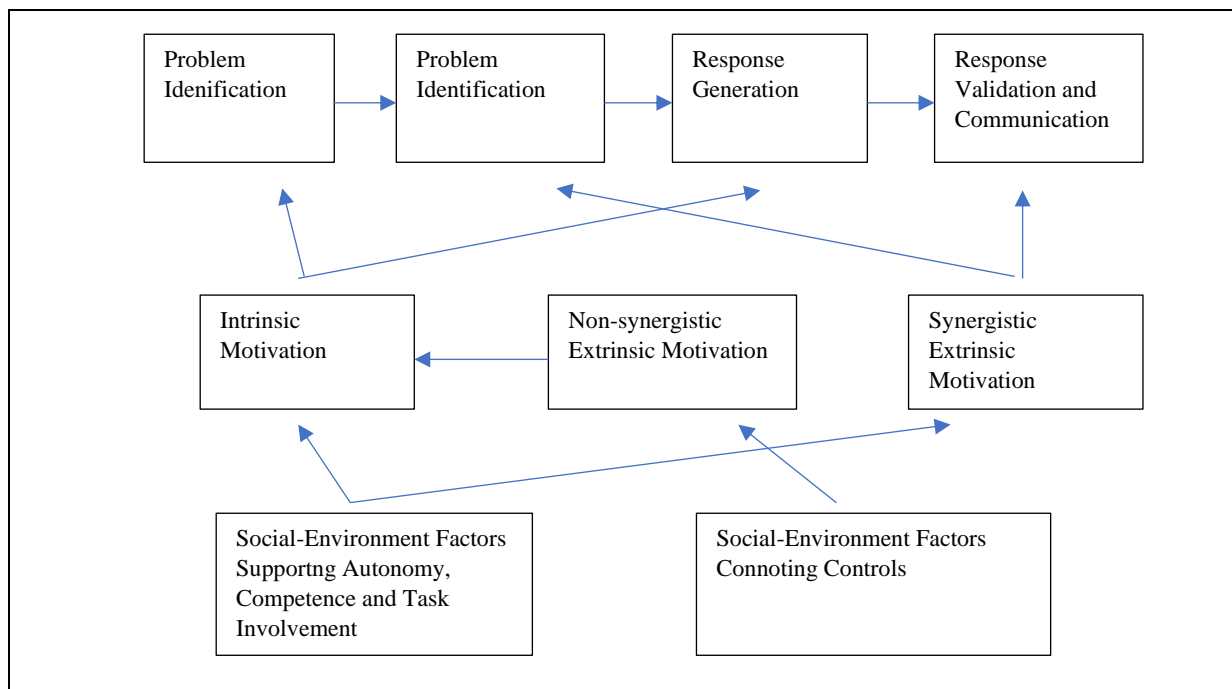 Problem
Idenification
Problem
Identification
Response
Generation
Response
Validation and
Communication
Intrinsic
Motivation
Non-synergistic
Extrinsic Motivation
Synergistic
Extrinsic
Motivation
Social-Environment Factors
Supportng Autonomy,
Competence and Task
Involvement
Social-Environment Factors
Connoting Controls